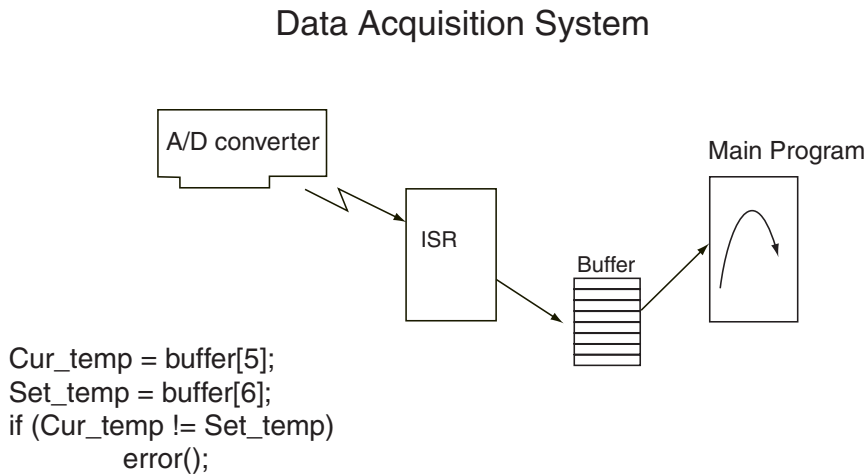 Data Acquisition System
A/D converter
Main Program
ISR
Buffer
Cur_temp = buffer[5];
Set_temp = buffer[6];
if (Cur_temp != Set_temp)
error();